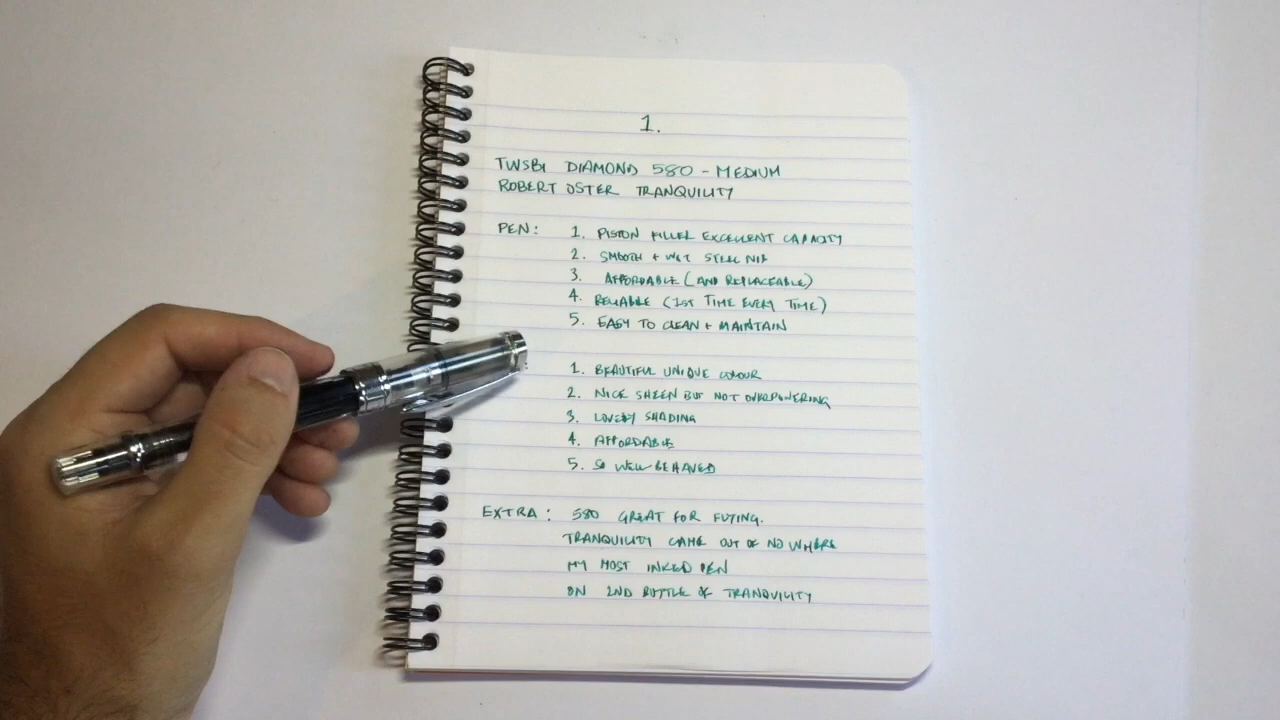 1.
TWSBI DIAMOND 580 - MEDIUM
ROBERT OSTER TRANQUILITY
PEN: 1. PISTON FILLER EXCELLENT CAPACITY
2. SMOOTH + WET STEEL NIB
3. AFFORDABLE (AND REPLACEABLE)
4. RELIABLE (1ST TIME EVERY TIME)
5. EASY TO CLEAN + MAINTAIN
1. BEAUTIFUL UNIQUE COLOUR
2. NICE SHEEN BUT NOT OVERPOWERING
3. LOVELY SHADING
4. AFFORDABLE
5. SO WELL BEHAVED
EXTRA: 580 GREAT FOR FLYING.
TRANQUILITY CAME OUT OF NO WHERE
MY MOST INKED PEN
ON 2ND BOTTLE OF TRANQUILITY